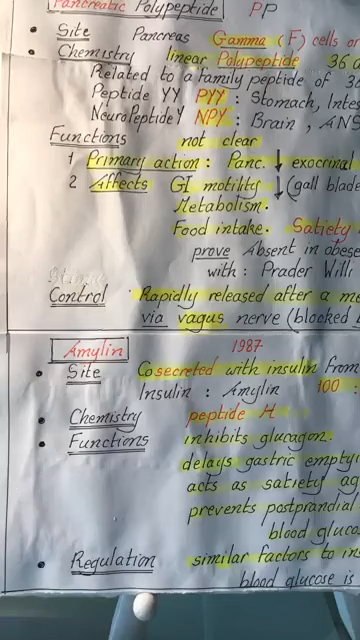 Pancreatic Polypeptide PP
Site Pancreas Gamma (F) cells or
Chemistry linear Polypeptide 36 a
Related to a family peptide of 36
Peptide YY PYY : Stomach, Intes
NeuroPeptide Y NPY : Brain, ANS
Functions not clear
1 Primary action : Panc. ↓ exocrinal
2 Affects GI motility ↓ (gall blade
Metabolism.
Food intake. Satiety
prove Absent in obese
with : Prader Will
Control Rapidly released after a me
via vagus nerve (blocked
Amylin 1987
Site Cosecreted with insulin from
Insulin : Amylin 100 :
Chemistry peptide H
Functions inhibits glucagon.
delays gastric emptyi
acts as satiety ag
prevents postprandial
blood gluco
Regulation similar factors to ins
blood glucose is